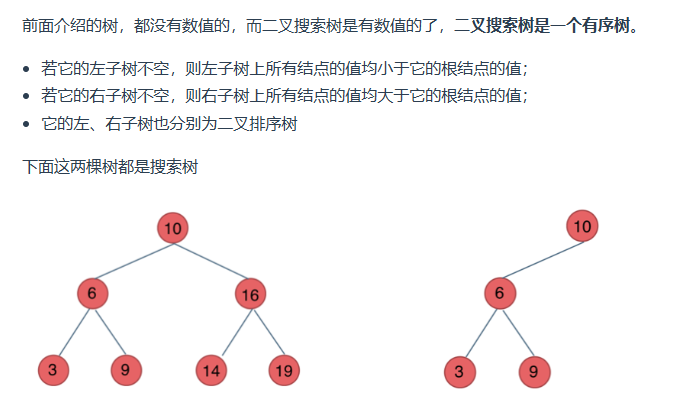 前面介绍的树，都没有数值的，而二叉搜索树是有数值的了，二叉搜索树是一个有序树。
若它的左子树不空，则左子树上所有结点的值均小于它的根结点的值；
若它的右子树不空，则右子树上所有结点的值均大于它的根结点的值；
它的左、右子树也分别为二叉排序树
下面这两棵树都是搜索树
10
6
16
3
9
14
19
10
6
3
9